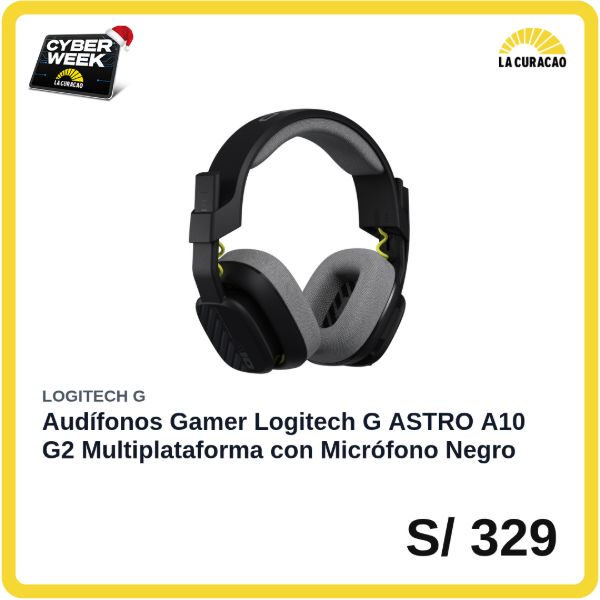 CYBER
WEEK
LA CURACAO
LA CURACAO
LOGITECH G
Audífonos Gamer Logitech G ASTRO A10
G2 Multiplataforma con Micrófono Negro
S/ 329